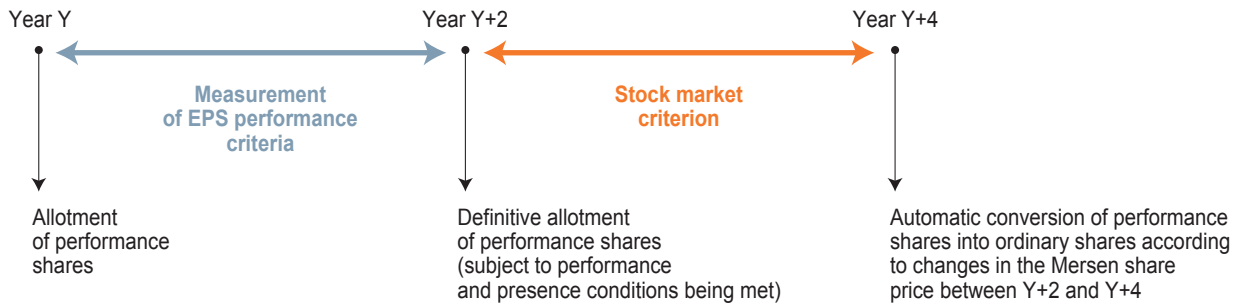 Year Y
Year Y+2
Year Y+4
Measurement
of EPS performance
criteria
Stock market
criterion
Allotment
of performance
shares
Definitive allotment
of performance shares
(subject to performance
and presence conditions being met)
Automatic conversion of performance
shares into ordinary shares according
to changes in the Mersen share
price between Y+2 and Y+4